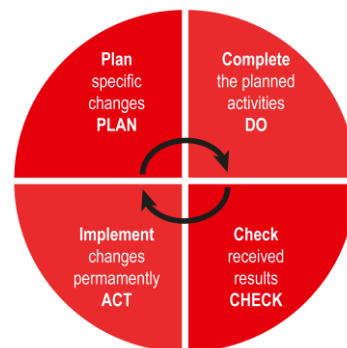 Plan
specific
changes
PLAN
Complete
the planned
activities
DO
Implement
changes
permamently
ACT
Check
received
results
CHECK